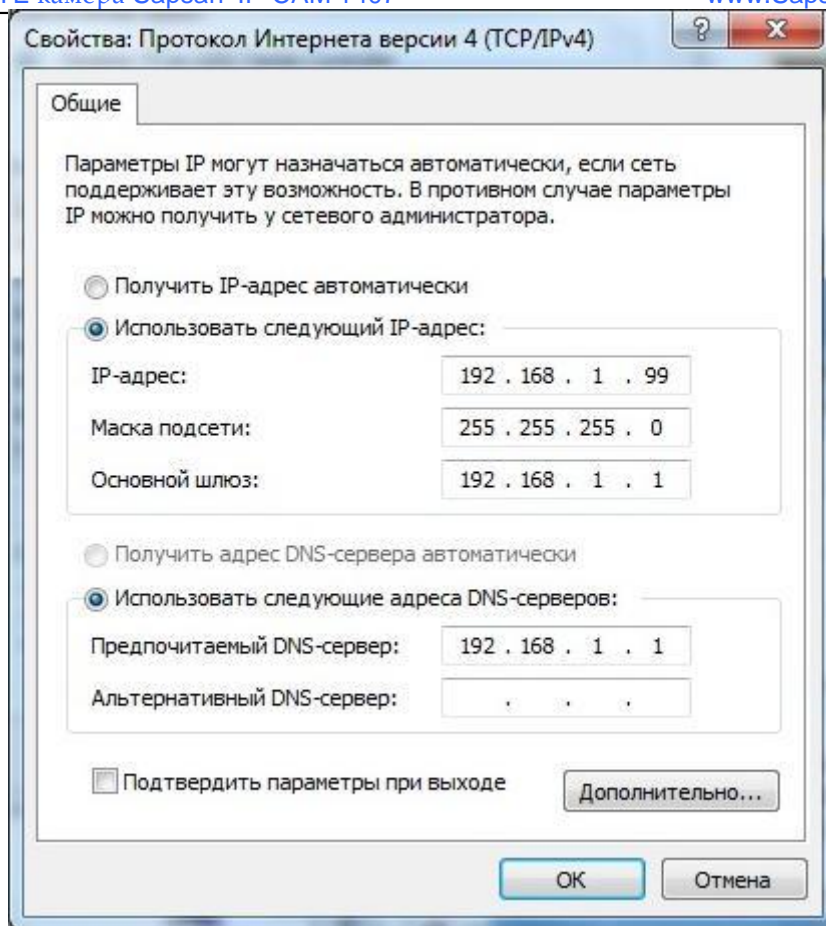 камера
Свойства: Протокол Интернета версии 4 (TCP/IPv4)
Общие
Параметры IP могут назначаться автоматически, если сеть
поддерживает эту возможность. В противном случае параметры
IP можно получить у сетевого администратора.
Получить IP-адрес автоматически
Использовать следующий IP-адрес:
IP-адрес: 192 . 168 . 1 . 99
Маска подсети: 255 . 255 . 255 . 0
Основной шлюз: 192 . 168 . 1 . 1
Получить адрес DNS-сервера автоматически
Использовать следующие адреса DNS-серверов:
Предпочитаемый DNS-сервер: 192 . 168 . 1 . 1
Альтернативный DNS-сервер: . . .
Подтвердить параметры при выходе
Дополнительно...
ОК Отмена